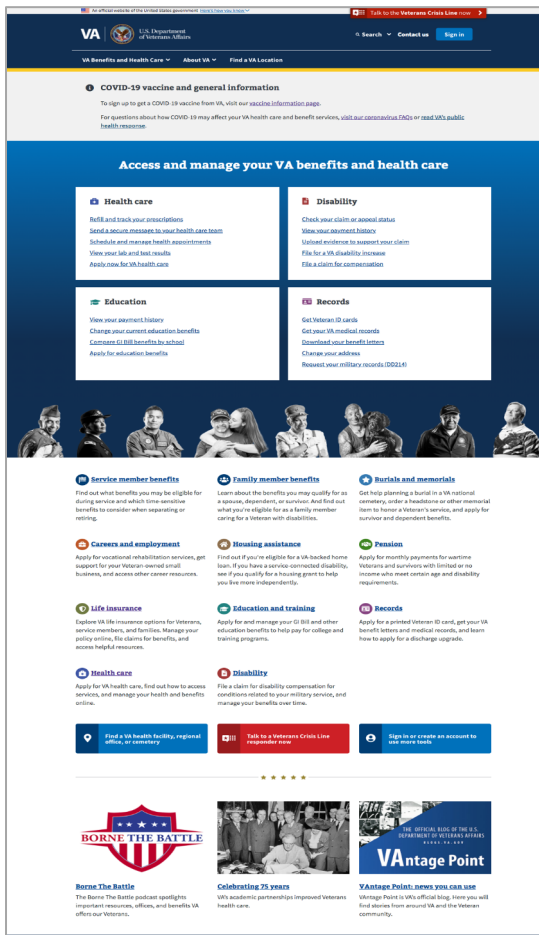 An official website of the United States government. Here's how you know
Talk to the Veterans Crisis Line now
VA
U.S. Department
of Veterans Affairs
Search
Contact us
Sign in
VA Benefits and Health Care
About VA
Find a VA Location
COVID-19 vaccine and general information
To sign up to get a COVID-19 vaccine from VA, visit our vaccine information page.
For questions about how COVID-19 may affect your VA health care and benefit services, visit our coronavirus FAQs or read VA's public
health response.
Access and manage your VA benefits and health care
Health care
Refill and track your prescriptions
Send a secure message to your health care team
Schedule and manage health appointments
View your lab and test results
Apply now for VA health care
Disability
Check your claim or appeal status
View your payment history
Upload evidence to support your claim
File for a VA disability increase
File a claim for compensation
Education
View your payment history
Change your current education benefits
Compare GI Bill benefits by school
Apply for education benefits
Records
Get Veteran ID cards
Get your VA medical records
Download your benefit letters
Change your address
Request your military records (DD214)
Service member benefits
Find out what benefits you may be eligible for
during service and which time-sensitive
benefits to consider when separating or
retiring.
Family member benefits
Learn about the benefits you may qualify for as
a spouse, dependent, or survivor. And find out
what you're eligible for as a family member
caring for a Veteran with disabilities.
Burials and memorials
Get help planning a burial in a VA national
cemetery, order a headstone or other memorial
item to honor a Veteran's service, and apply for
survivor and dependent benefits.
Careers and employment
Apply for vocational rehabilitation services, get
support for your Veteran-owned small
business, and access other career resources.
Housing assistance
Find out if you're eligible for a VA-backed home
loan. If you have a service-connected disability,
see if you qualify for a housing grant to help
you live more independently.
Pension
Apply for monthly payments for wartime
Veterans and survivors with limited or no
income who meet certain age and disability
requirements.
Life insurance
Explore VA life insurance options for Veterans,
service members, and families. Manage your
policy online, file claims for benefits, and
access helpful resources.
Education and training
Apply for and manage your GI Bill and other
education benefits to help pay for college and
training programs.
Records
Apply for a printed Veteran ID card, get your VA
benefit letters and medical records, and learn
how to apply for a discharge upgrade.
Health care
Apply for VA health care, find out how to access
services, and manage your health and benefits
online.
Disability
File a claim for disability compensation for
conditions related to your military service, and
manage your benefits over time.
Find a VA health facility, regional
office, or cemetery
Talk to a Veterans Crisis Line
responder now
Sign in or create an account to
use more tools
BORNE THE BATTLE
THE OFFICIAL BLOG OF THE U.S.
DEPARTMENT OF VETERANS AFFAIRS
VAntage Point
Borne The Battle
The Borne The Battle podcast spotlights
important resources, offices, and benefits VA
offers our Veterans.
Celebrating 75 years
VA's academic partnerships improved Veterans
health care.
VAntage Point: news you can use
VAntage Point is VA's official blog. Here you will
find stories from around VA and the Veteran
community.